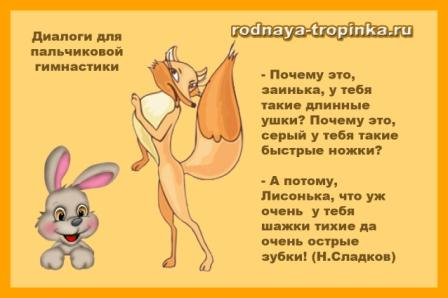 Диалоги для
пальчиковой
гимнастики
rodnaya-tropinka.ru
- Почему это,
заинька, у тебя
такие длинные
ушки? Почему это,
серый у тебя такие
быстрые ножки?
- А потому,
Лисонька, что уж
очень у тебя
шажки тихие да
очень острые
зубки! (Н.Сладков)